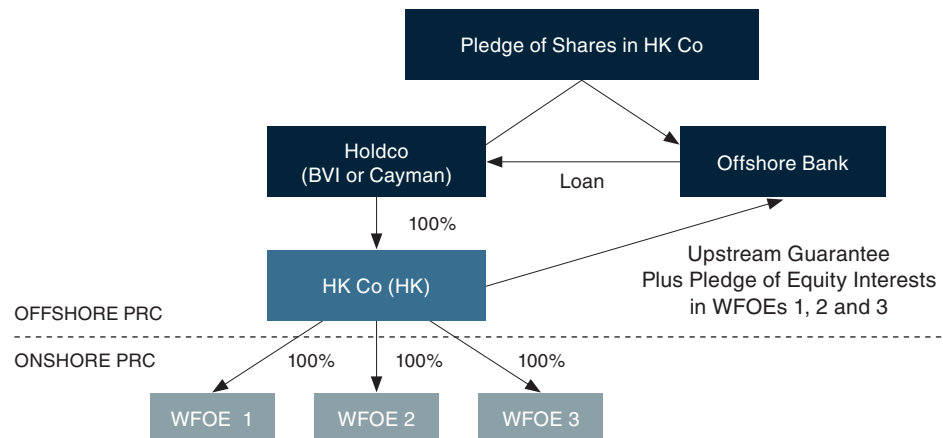 Pledge of Shares in HK Co
Holdco
(BVI or Cayman)
Offshore Bank
Loan
100%
Upstream Guarantee
Plus Pledge of Equity Interests
in WFOEs 1, 2 and 3
HK Co (HK)
OFFSHORE PRC
ONSHORE PRC
100%
100%
100%
WFOE 1
WFOE 2
WFOE 3